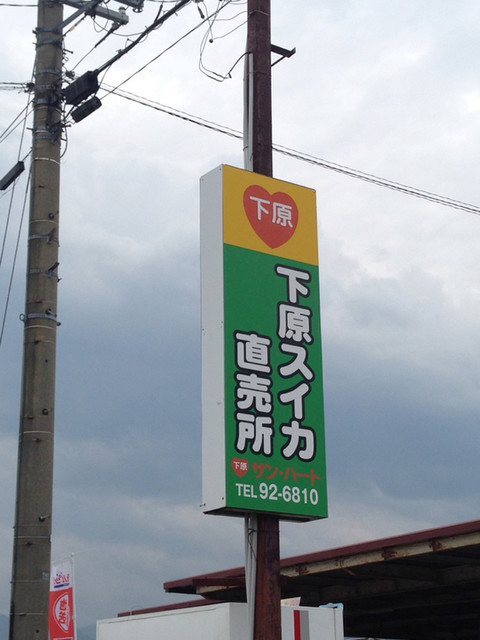 下原
下原スイカ
直売所
下原 サン・ハート
TEL 92-6810